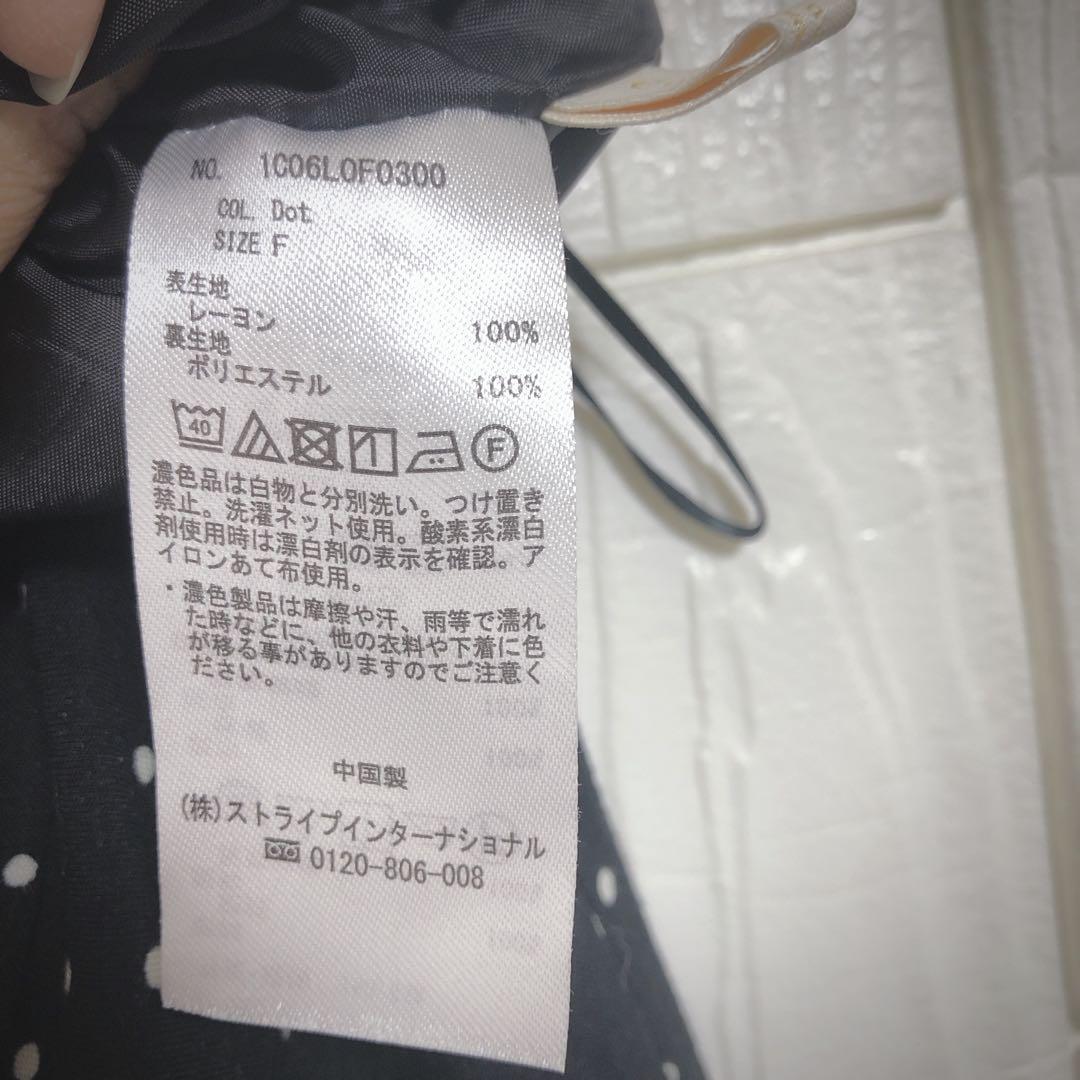 NO. 1C06L0F0300
COL. Dot
SIZE F
表生地
レーヨン 100%
裏生地
ポリエステル 100%
40
F
濃色品は白物と分別洗い。つけ置き
禁止。洗濯ネット使用。酸素系漂白
剤使用時は漂白剤の表示を確認。ア
イロンあて布使用。
・濃色製品は摩擦や汗、雨等で濡れ
た時などに、他の衣料や下着に色
が移る事がありますのでご注意く
ださい。
中国製
(株)ストライプインターナショナル
0120-806-008